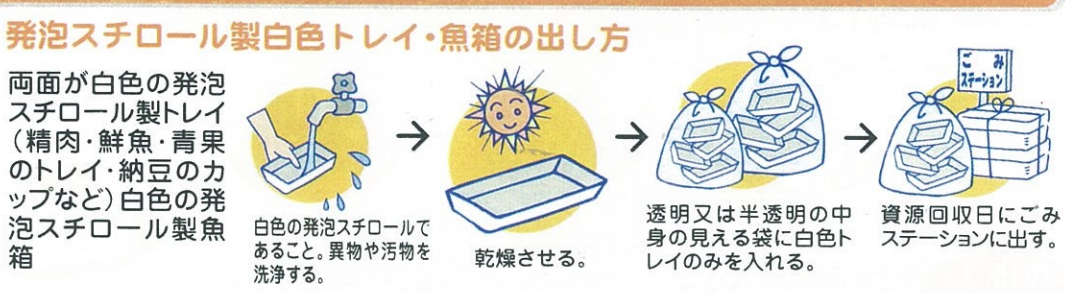 発泡スチロール製白色トレイ・魚箱の出し方
両面が白色の発泡
スチロール製トレイ
（精肉・鮮魚・青果
のトレイ・納豆のカ
ップなど）白色の発
泡スチロール製魚
箱
白色の発泡スチロールで
あること。異物や汚物を
洗浄する。
乾燥させる。
透明又は半透明の中
身の見える袋に白色ト
レイのみを入れる。
ごみ
ステーション
資源回収日にごみ
ステーションに出す。